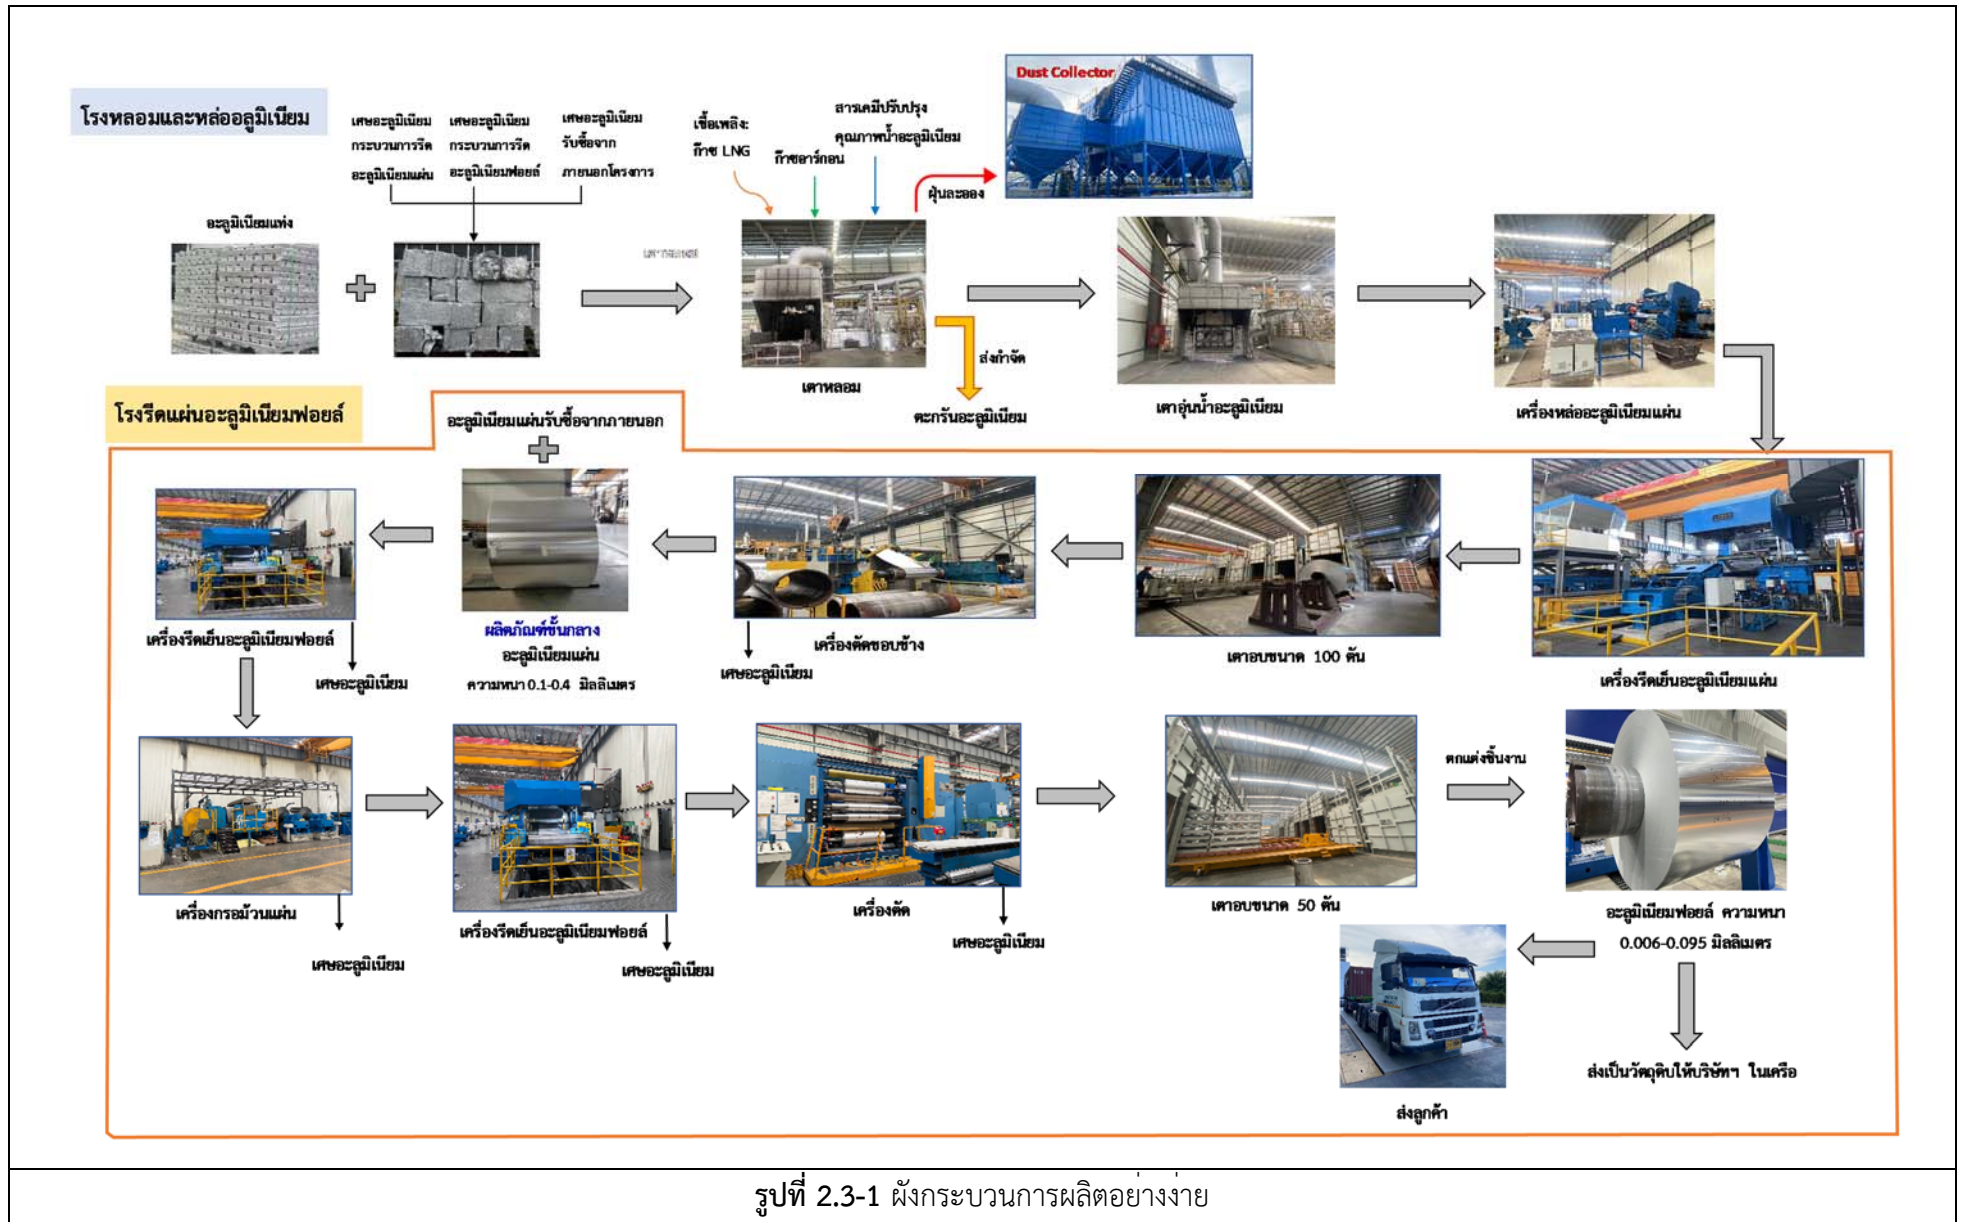 Dust Collector
โรงหลอมและหล่ออลูมิเนียม
เศษอะลูมิเนียม
กระบวนการรีด
อะลูมิเนียมแผ่น
เศษอะลูมิเนียม
กระบวนการรีด
อะลูมิเนียมฟอยล์
เศษอะลูมิเนียม
รับซื้อจาก
ภายนอกโครงการ
เชื้อเพลิง:
ก๊าซ LNG
ก๊าซอาร์กอน
สารเคมีปรับปรุง
คุณภาพน้ำอะลูมิเนียม
ฝุ่นละออง
อะลูมิเนียมแท่ง
เตาหลอม
ส่งกำจัด
ตะกรันอะลูมิเนียม
เตาอุ่นน้ำอะลูมิเนียม
เครื่องหล่ออะลูมิเนียมแผ่น
โรงรีดแผ่นอะลูมิเนียมฟอยล์
อะลูมิเนียมแผ่นรับซื้อจากภายนอก
เครื่องรีดเย็นอะลูมิเนียมฟอยล์
เศษอะลูมิเนียม
ผลิตภัณฑ์ขั้นกลาง
อะลูมิเนียมแผ่น
ความหนา 0.1-0.4 มิลลิเมตร
เครื่องตัดขอบข้าง
เศษอะลูมิเนียม
เตาอบขนาด 100 ตัน
เครื่องรีดเย็นอะลูมิเนียมแผ่น
เครื่องกรอม้วนแผ่น
เศษอะลูมิเนียม
เครื่องรีดเย็นอะลูมิเนียมฟอยล์
เศษอะลูมิเนียม
เครื่องตัด
เศษอะลูมิเนียม
เตาอบขนาด 50 ตัน
ตกแต่งชิ้นงาน
อะลูมิเนียมฟอยล์ ความหนา
0.006-0.095 มิลลิเมตร
ส่งลูกค้า
ส่งเป็นวัตถุดิบให้บริษัทฯ ในเครือ
รูปที่ 2.3-1 ผังกระบวนการผลิตอย่างง่าย